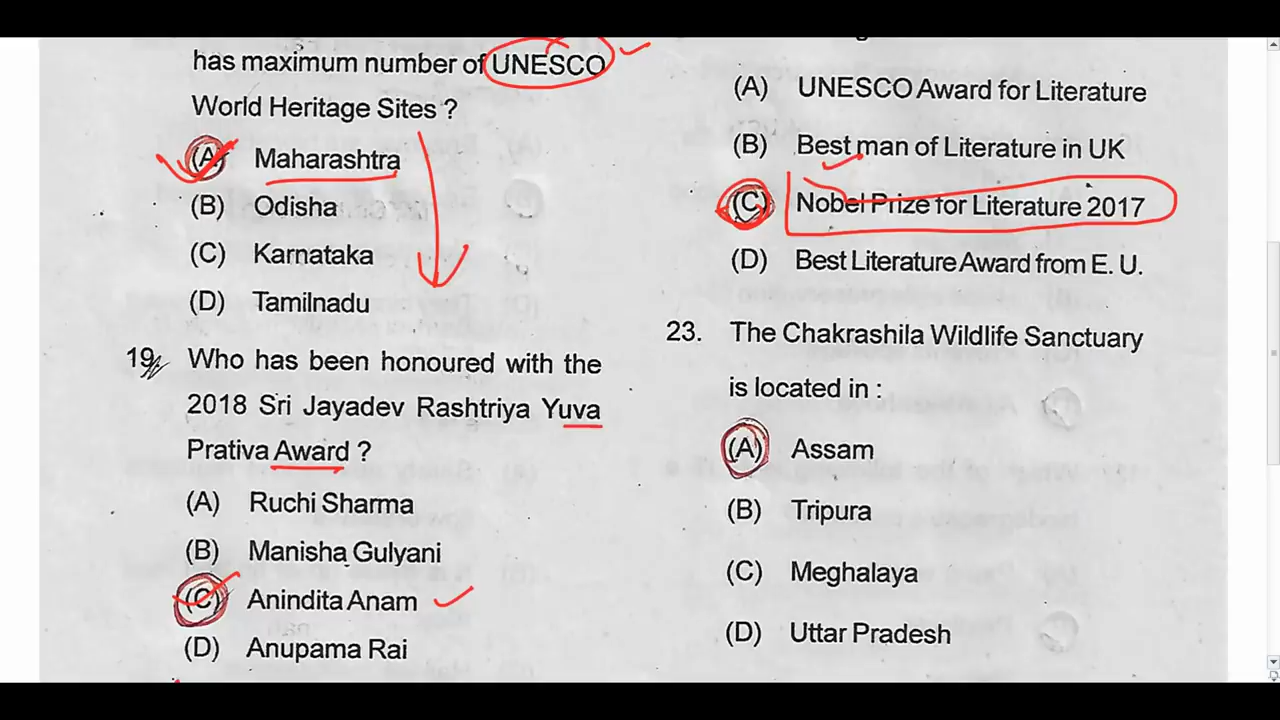 has maximum number of UNESCO
World Heritage Sites ?
(A) Maharashtra
(B) Odisha
(C) Karnataka
(D) Tamilnadu
19. Who has been honoured with the
2018 Sri Jayadev Rashtriya Yuva
Prativa Award ?
(A) Ruchi Sharma
(B) Manisha Gulyani
(C) Anindita Anam
(D) Anupama Rai
(A) UNESCO Award for Literature
(B) Best man of Literature in UK
(C) Nobel Prize for Literature 2017
(D) Best Literature Award from E. U.
23. The Chakrashila Wildlife Sanctuary
is located in :
(A) Assam
(B) Tripura
(C) Meghalaya
(D) Uttar Pradesh